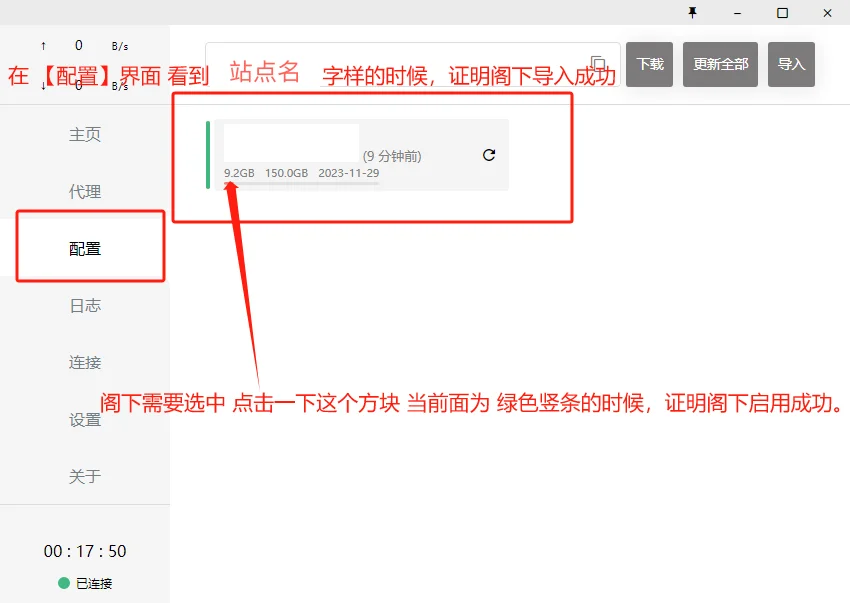 ↑ 0 B/s
↓ 0 B/s
在 【配置】界面 看到 站点名 字样的时候，证明阁下导入成功
下载 更新全部 导入
主页
代理
配置
日志
连接
设置
关于
(9 分钟前)
9.2GB 150.0GB 2023-11-29
阁下需要选中 点击一下这个方块 当前面为 绿色竖条的时候，证明阁下启用成功。
00 : 17 : 50
已连接